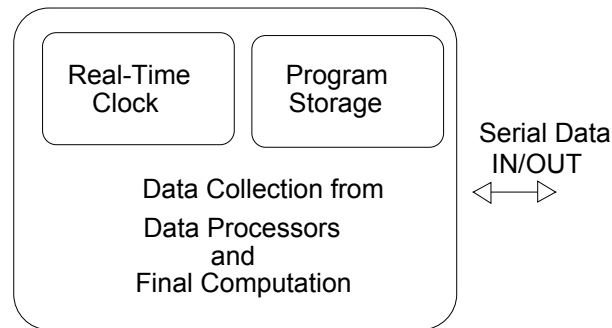 Real-Time
Clock
Program
Storage
Serial Data
IN/OUT
Data Collection from
Data Processors
and
Final Computation